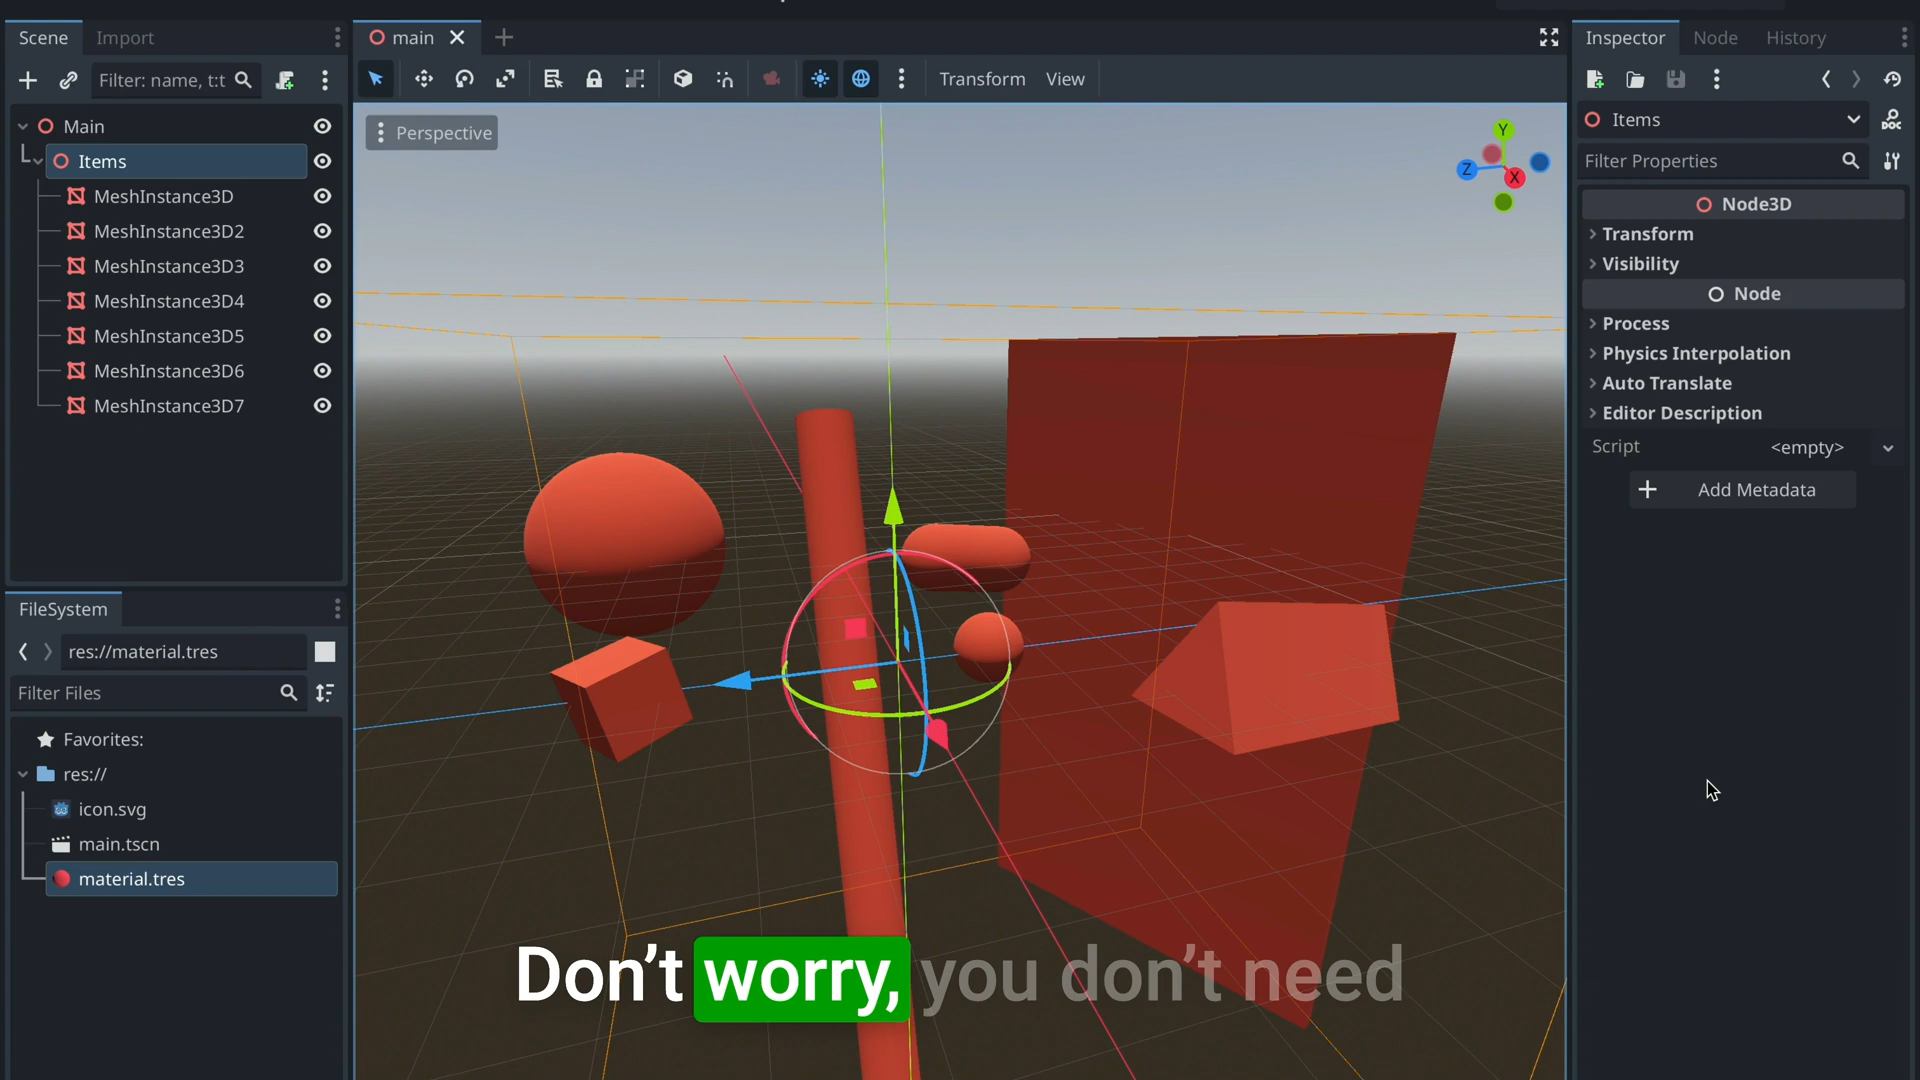 Scene
Import
main
Inspector
Node
History
Filter: name, t:t
Transform
View
Main
Items
MeshInstance3D
MeshInstance3D2
MeshInstance3D3
MeshInstance3D4
MeshInstance3D5
MeshInstance3D6
MeshInstance3D7
FileSystem
res://material.tres
Filter Files
Favorites:
res://
icon.svg
main.tscn
material.tres
Perspective
Y
Z
X
Don't worry, you don't need
Items
DOC
Filter Properties
Node3D
Transform
Visibility
Node
Process
Physics Interpolation
Auto Translate
Editor Description
Script <empty>
Add Metadata